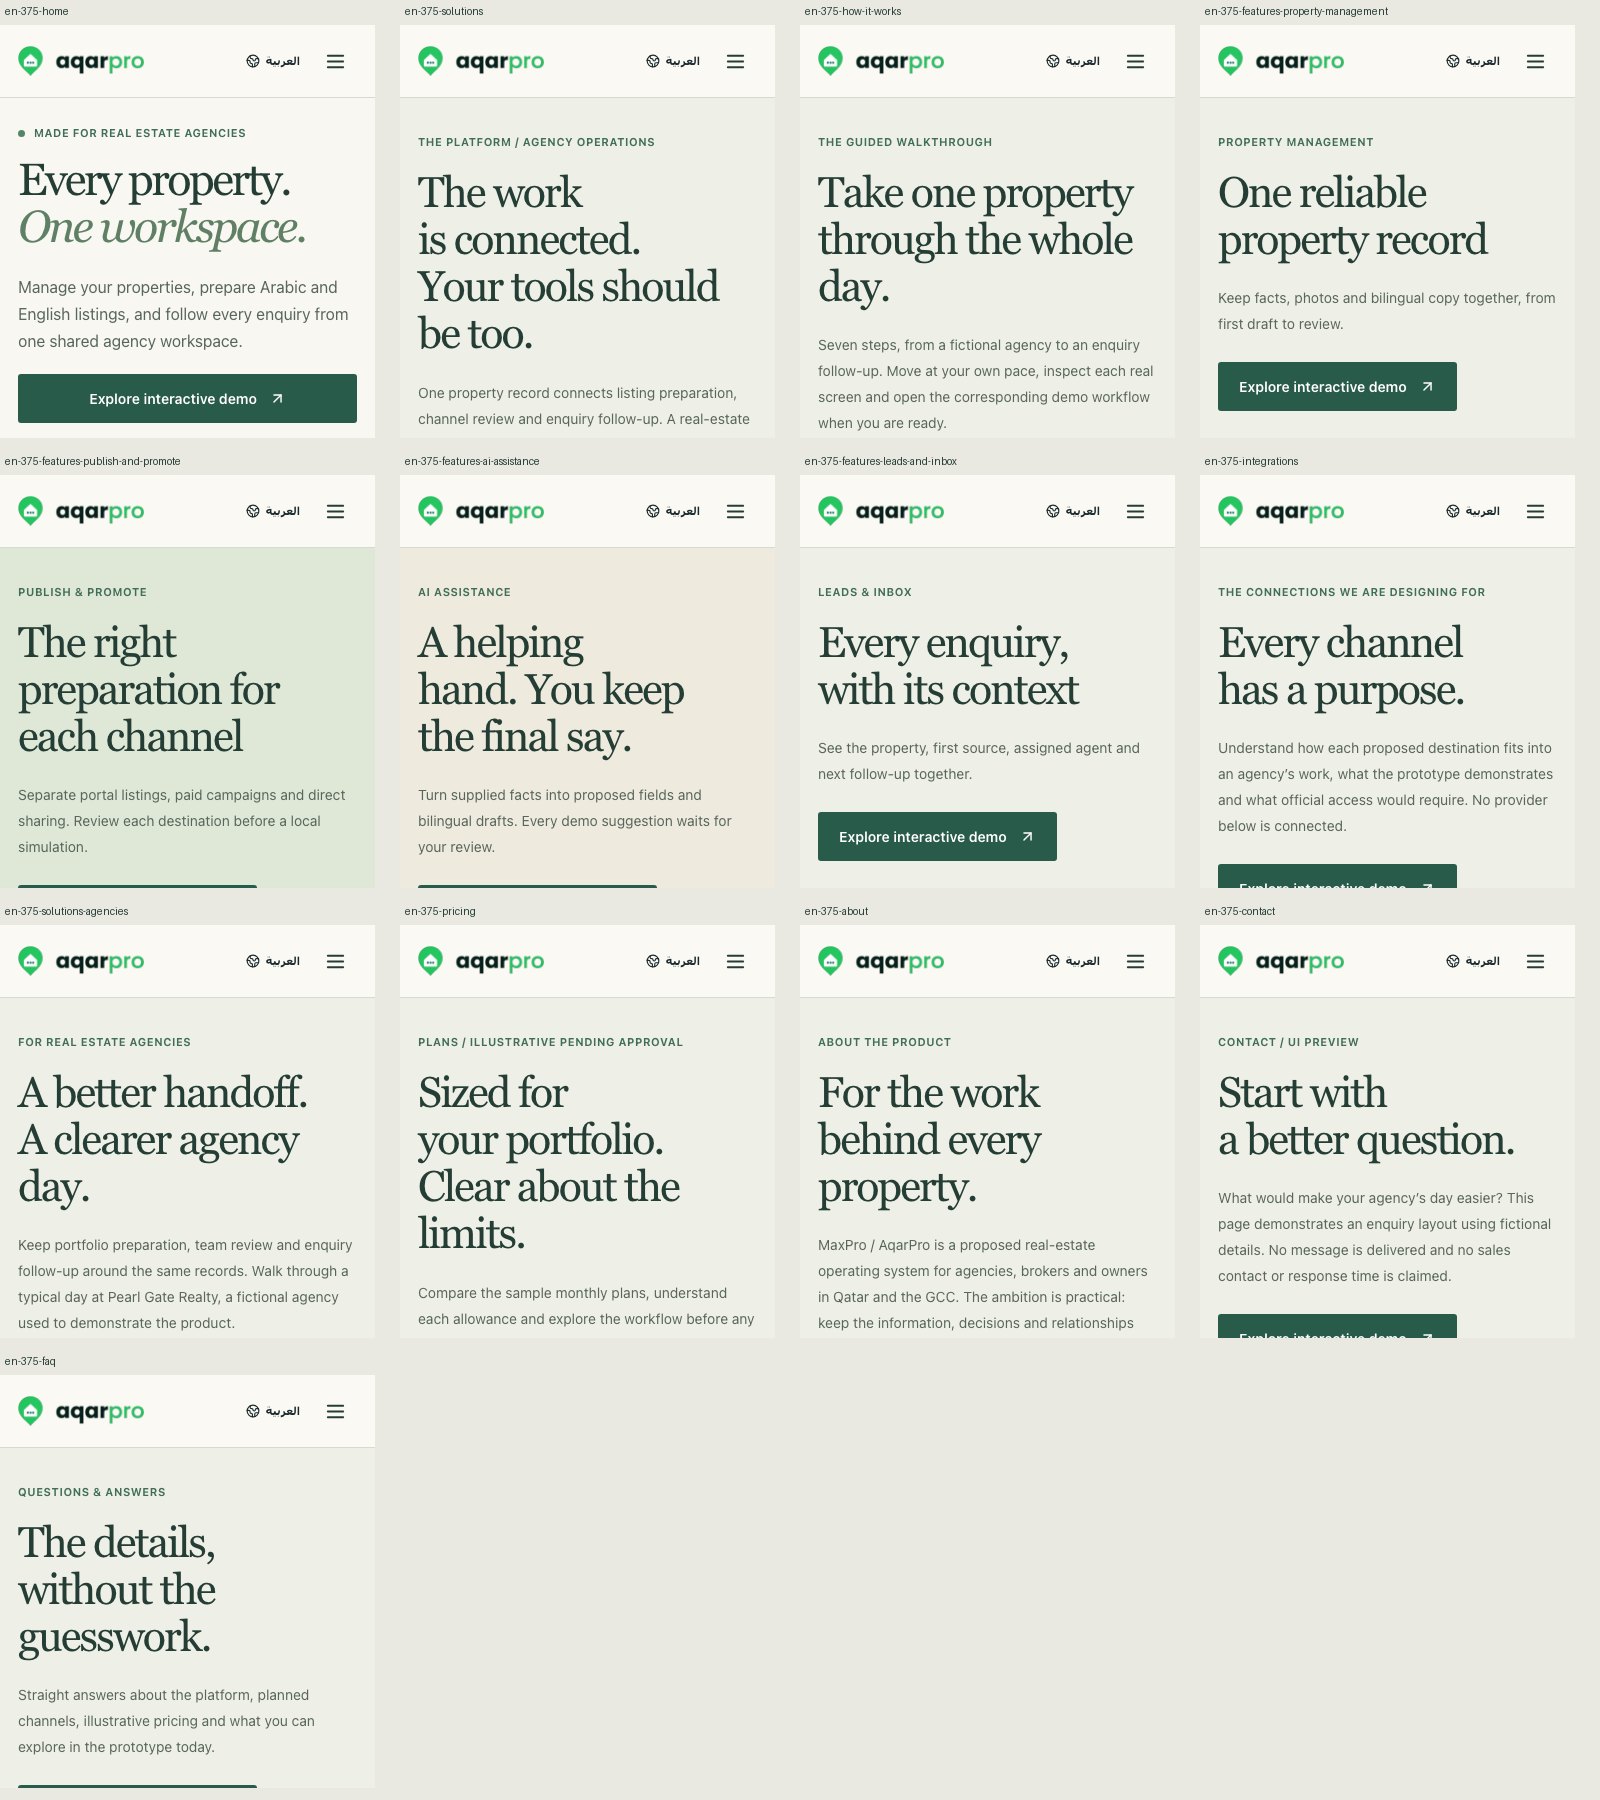 en-375-home
aqarpro
العربية
MADE FOR REAL ESTATE AGENCIES
Every property.
One workspace.
Manage your properties, prepare Arabic and
English listings, and follow every enquiry from
one shared agency workspace.
Explore interactive demo
en-375-solutions
aqarpro
العربية
THE PLATFORM / AGENCY OPERATIONS
The work
is connected.
Your tools should
be too.
One property record connects listing preparation,
channel review and enquiry follow-up. A real-estate
en-375-how-it-works
aqarpro
العربية
THE GUIDED WALKTHROUGH
Take one property
through the whole
day.
Seven steps, from a fictional agency to an enquiry
follow-up. Move at your own pace, inspect each real
screen and open the corresponding demo workflow
when you are ready.
en-375-features-property-management
aqarpro
العربية
PROPERTY MANAGEMENT
One reliable
property record
Keep facts, photos and bilingual copy together, from
first draft to review.
Explore interactive demo
en-375-features-publish-and-promote
aqarpro
العربية
PUBLISH & PROMOTE
The right
preparation for
each channel
Separate portal listings, paid campaigns and direct
sharing. Review each destination before a local
simulation.
en-375-features-ai-assistance
aqarpro
العربية
AI ASSISTANCE
A helping
hand. You keep
the final say.
Turn supplied facts into proposed fields and
bilingual drafts. Every demo suggestion waits for
your review.
en-375-features-leads-and-inbox
aqarpro
العربية
LEADS & INBOX
Every enquiry,
with its context
See the property, first source, assigned agent and
next follow-up together.
Explore interactive demo
en-375-integrations
aqarpro
العربية
THE CONNECTIONS WE ARE DESIGNING FOR
Every channel
has a purpose.
Understand how each proposed destination fits into
an agency’s work, what the prototype demonstrates
and what official access would require. No provider
below is connected.
Explore interactive demo
en-375-solutions-agencies
aqarpro
العربية
FOR REAL ESTATE AGENCIES
A better handoff.
A clearer agency
day.
Keep portfolio preparation, team review and enquiry
follow-up around the same records. Walk through a
typical day at Pearl Gate Realty, a fictional agency
used to demonstrate the product.
en-375-pricing
aqarpro
العربية
PLANS / ILLUSTRATIVE PENDING APPROVAL
Sized for
your portfolio.
Clear about the
limits.
Compare the sample monthly plans, understand
each allowance and explore the workflow before any
en-375-about
aqarpro
العربية
ABOUT THE PRODUCT
For the work
behind every
property.
MaxPro / AqarPro is a proposed real-estate
operating system for agencies, brokers and owners
in Qatar and the GCC. The ambition is practical:
keep the information, decisions and relationships
en-375-contact
aqarpro
العربية
CONTACT / UI PREVIEW
Start with
a better question.
What would make your agency’s day easier? This
page demonstrates an enquiry layout using fictional
details. No message is delivered and no sales
contact or response time is claimed.
Explore interactive demo
en-375-faq
aqarpro
العربية
QUESTIONS & ANSWERS
The details,
without the
guesswork.
Straight answers about the platform, planned
channels, illustrative pricing and what you can
explore in the prototype today.